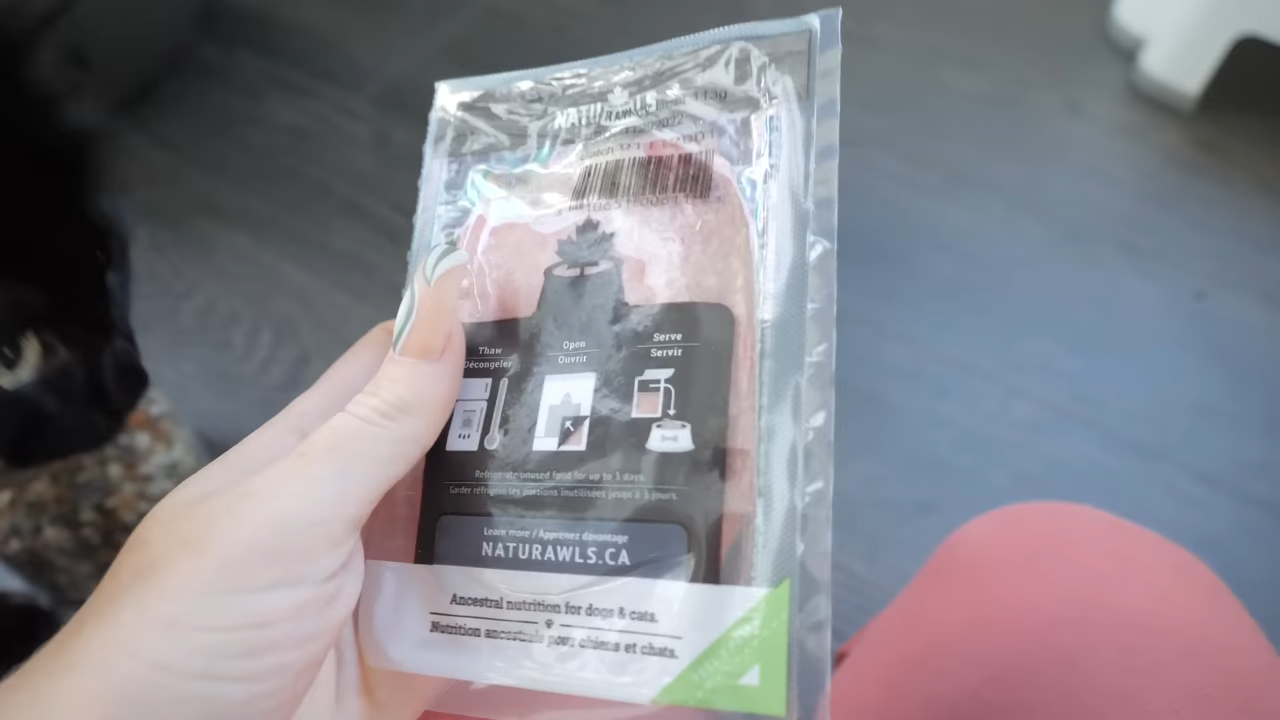 NATURAWLS
113g
Thaw
Décongeler
Open
Ouvrir
Serve
Servir
Refrigerate unused food for up to 3 days.
Garder réfrigéré les portions inutilisées jusqu'à 3 jours.
Learn more / Apprenez davantage
NATURAWLS.CA
Ancestral nutrition for dogs & cats.
Nutrition ancestrale pour chiens et chats.